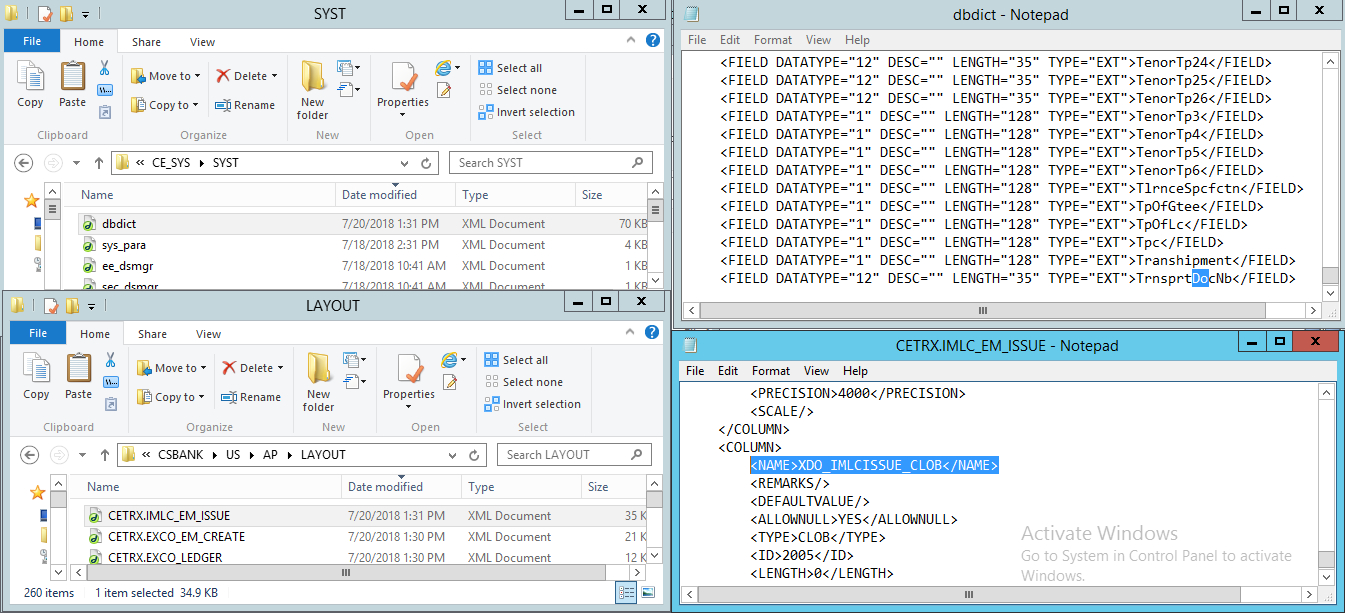 SYST
File Home Share View
Copy Paste Move to Copy to Delete Rename New folder Properties Select all Select none Invert selection
Clipboard Organize New Open Select
« CE_SYS SYST Search SYST
Name Date modified Type Size
dbdict 7/20/2018 1:31 PM XML Document 70 KB
sys_para 7/18/2018 2:31 PM XML Document 4 KB
ee_dsmgr 7/18/2018 10:41 AM XML Document 1 KB
sec_dsmgr 7/18/2018 10:41 AM XML Document 1 KB
LAYOUT
File Home Share View
Copy Paste Move to Copy to Delete Rename New folder Properties Select all Select none Invert selection
Clipboard Organize New Open Select
« CSBANK US AP LAYOUT Search LAYOUT
Name Date modified Type Size
CETRX.IMLC_EM_ISSUE 7/20/2018 1:31 PM XML Document 35 K
CETRX.EXCO_EM_CREATE 7/20/2018 1:30 PM XML Document 21 K
CETRX.EXCO_LEDGER 7/20/2018 1:30 PM XML Document 12 K
260 items 1 item selected 34.9 KB
dbdict - Notepad
File Edit Format View Help
<FIELD DATATYPE="12" DESC="" LENGTH="35" TYPE="EXT">TenorTp24</FIELD>
<FIELD DATATYPE="12" DESC="" LENGTH="35" TYPE="EXT">TenorTp25</FIELD>
<FIELD DATATYPE="12" DESC="" LENGTH="35" TYPE="EXT">TenorTp26</FIELD>
<FIELD DATATYPE="1" DESC="" LENGTH="128" TYPE="EXT">TenorTp3</FIELD>
<FIELD DATATYPE="1" DESC="" LENGTH="128" TYPE="EXT">TenorTp4</FIELD>
<FIELD DATATYPE="1" DESC="" LENGTH="128" TYPE="EXT">TenorTp5</FIELD>
<FIELD DATATYPE="1" DESC="" LENGTH="128" TYPE="EXT">TenorTp6</FIELD>
<FIELD DATATYPE="1" DESC="" LENGTH="128" TYPE="EXT">TlrnceSpcfctn</FIELD>
<FIELD DATATYPE="1" DESC="" LENGTH="128" TYPE="EXT">TpOfGtee</FIELD>
<FIELD DATATYPE="1" DESC="" LENGTH="128" TYPE="EXT">TpOfLc</FIELD>
<FIELD DATATYPE="1" DESC="" LENGTH="128" TYPE="EXT">Tpc</FIELD>
<FIELD DATATYPE="1" DESC="" LENGTH="128" TYPE="EXT">Transhipment</FIELD>
<FIELD DATATYPE="12" DESC="" LENGTH="35" TYPE="EXT">TrnsprtDocNb</FIELD>
CETRX.IMLC_EM_ISSUE - Notepad
File Edit Format View Help
<PRECISION>4000</PRECISION>
<SCALE/>
</COLUMN>
<COLUMN>
<NAME>XDO_IMLCISSUE_CLOB</NAME>
<REMARKS/>
<DEFAULTVALUE/>
<ALLOWNULL>YES</ALLOWNULL>
<TYPE>CLOB</TYPE>
<ID>2005</ID>
<LENGTH>0</LENGTH>
Activate Windows
Go to System in Control Panel to activate
Windows.